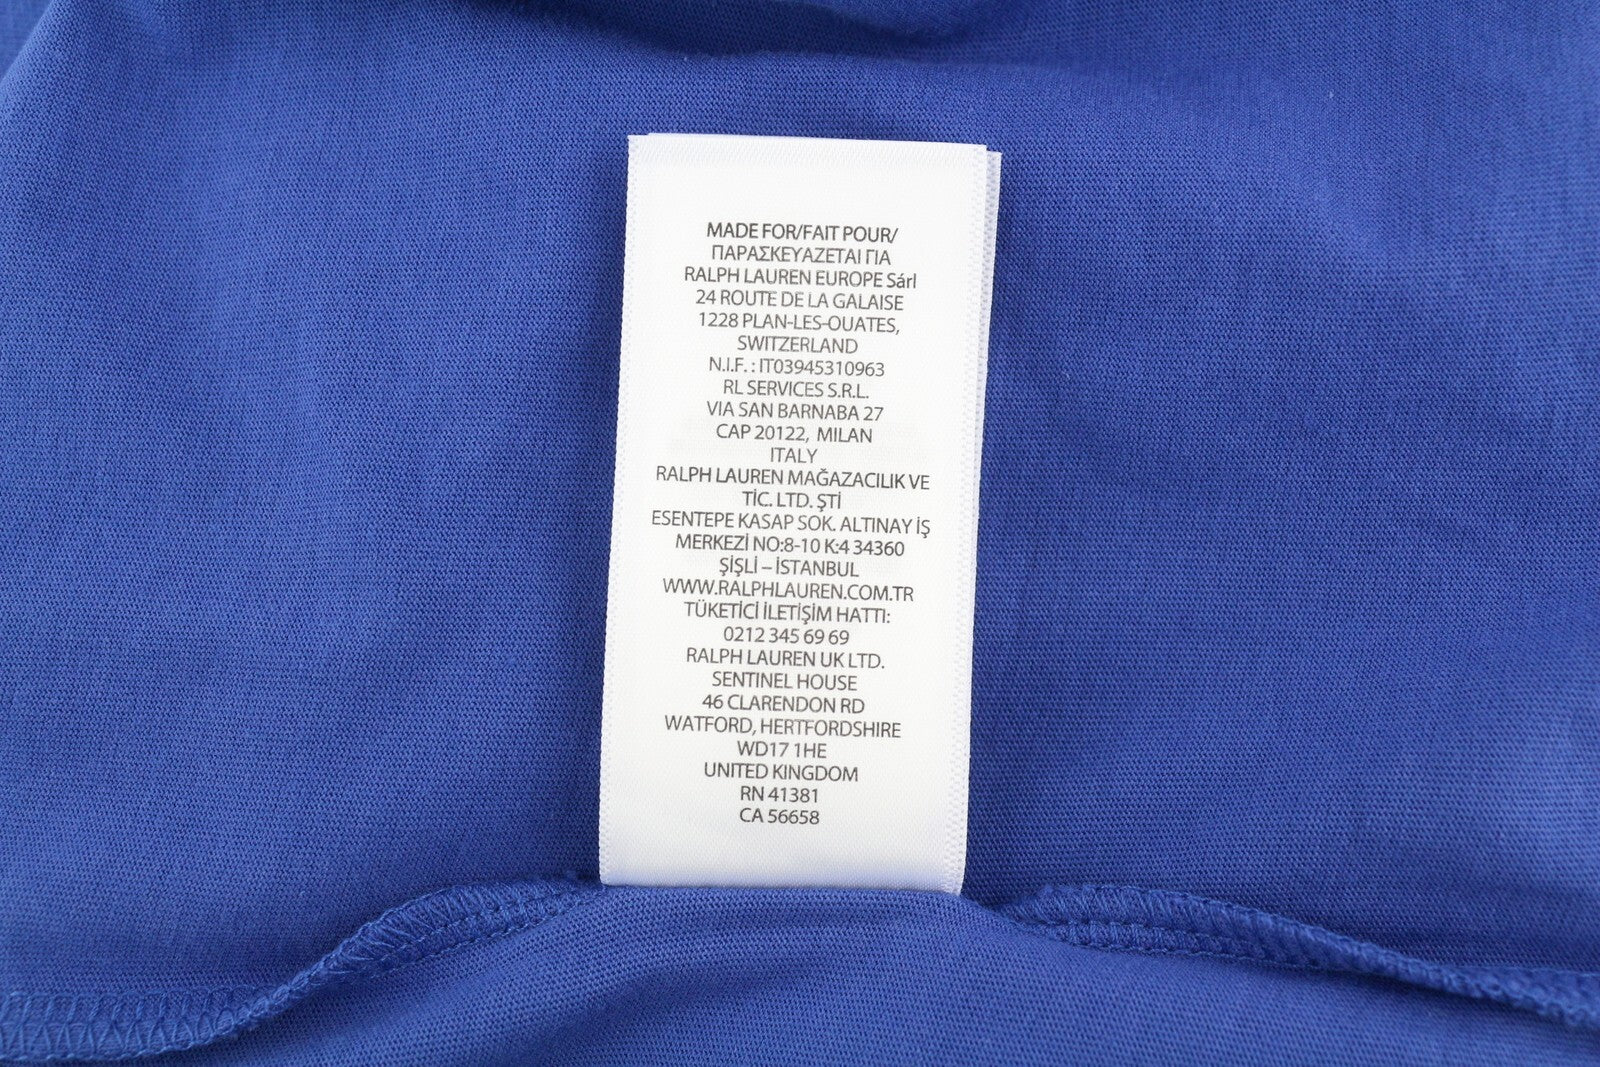 MADE FOR/FAIT POUR/
ΠΑΡΑΣΚΕΥΑΖΕΤΑΙ ΓΙΑ
RALPH LAUREN EUROPE Sárl
24 ROUTE DE LA GALAISE
1228 PLAN-LES-OUATES,
SWITZERLAND
N.I.F. : IT03945310963
RL SERVICES S.R.L.
VIA SAN BARNABA 27
CAP 20122, MILAN
ITALY
RALPH LAUREN MAĞAZACILIK VE
TİC. LTD. ŞTİ
ESENTEPE KASAP SOK. ALTINAY İŞ
MERKEZİ NO:8-10 K:4 34360
ŞİŞLİ – İSTANBUL
WWW.RALPHLAUREN.COM.TR
TÜKETİCİ İLETİŞİM HATTI:
0212 345 69 69
RALPH LAUREN UK LTD.
SENTINEL HOUSE
46 CLARENDON RD
WATFORD, HERTFORDSHIRE
WD17 1HE
UNITED KINGDOM
RN 41381
CA 56658